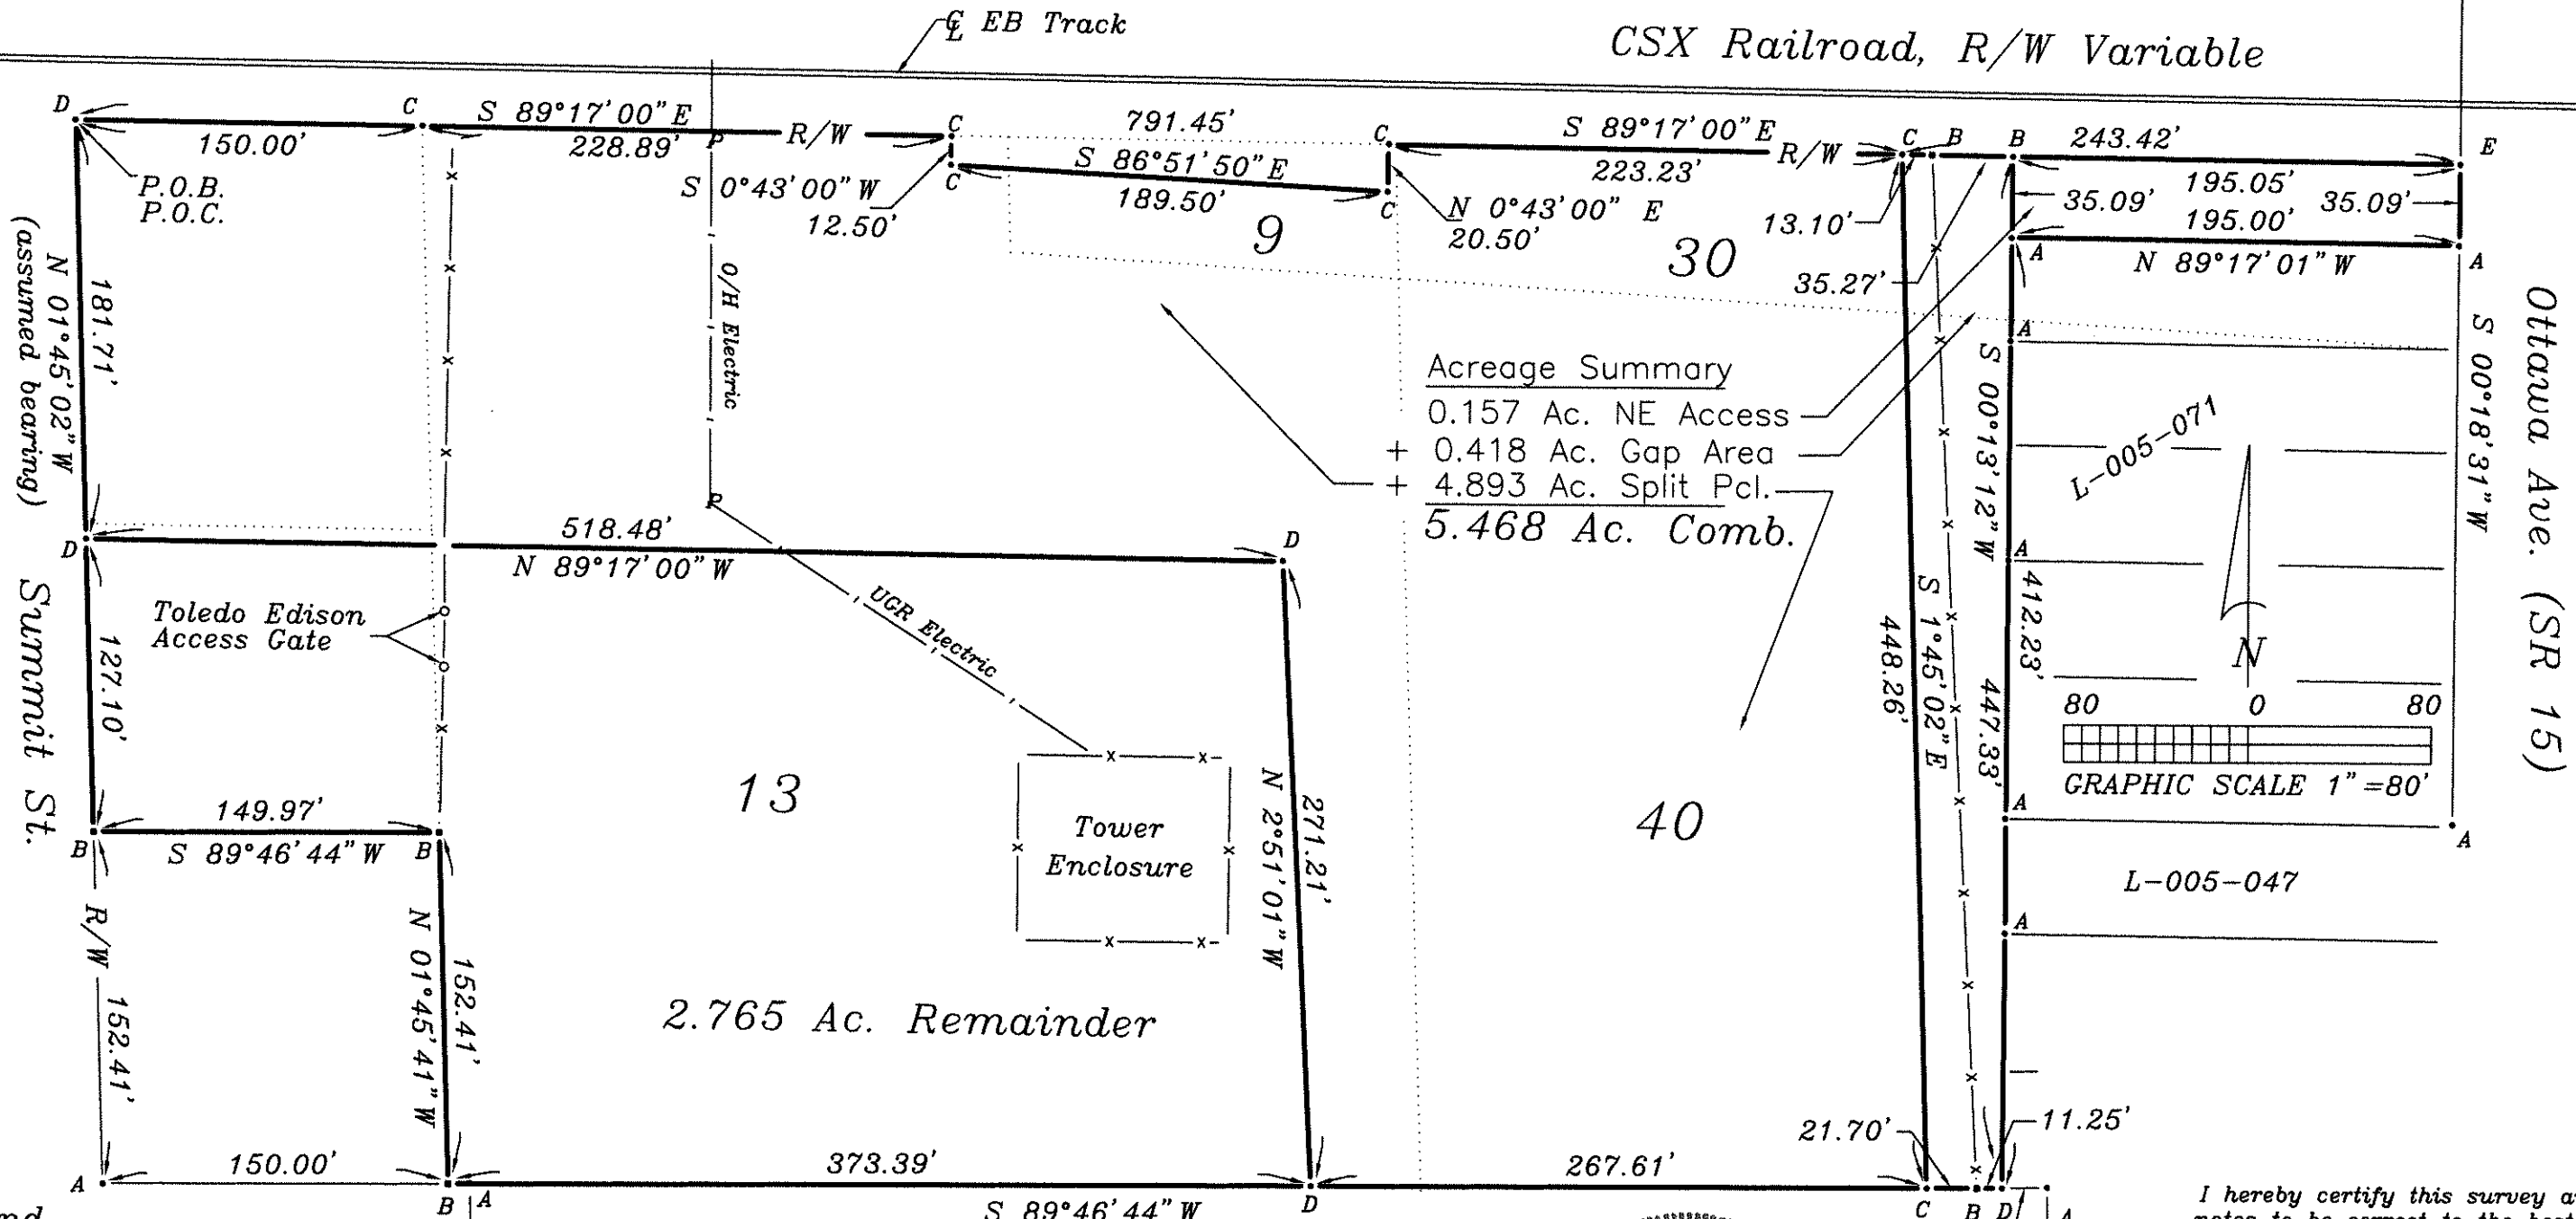 ℄ EB Track
CSX Railroad, R/W Variable
D
C
S 89°17'00" E
150.00'
228.89'
P
R/W
C
791.45'
C
S 89°17'00" E
R/W
223.23'
C
B
B
243.42'
E
195.05'
P.O.B.
P.O.C.
S 0°43'00" W
12.50'
C
S 86°51'50" E
189.50'
C
N 0°43'00" E
20.50'
9
30
13.10'
35.27'
35.09'
35.09'
195.00'
A
N 89°17'01" W
A
N 01°45'02" W
(assumed bearing)
181.71'
O/H Electric
Acreage Summary
0.157 Ac. NE Access
+ 0.418 Ac. Gap Area
+ 4.893 Ac. Split Pcl.
5.468 Ac. Comb.
A
S 00°13'12" W
L-005-071
S 00°18'31" W
Ottawa Ave. (SR 15)
P
D
518.48'
N 89°17'00" W
D
A
412.23'
Summit St.
127.10'
Toledo Edison
Access Gate
UGR Electric
S 1°45'02" E
448.26'
447.33'
N
80 0 80
GRAPHIC SCALE 1"=80'
13
Tower
Enclosure
N 2°51'01" W
271.21'
40
A
A
149.97'
B
S 89°46'44" W
B
L-005-047
A
R/W
152.41'
N 01°45'41" W
152.41'
2.765 Ac. Remainder
21.70'
11.25'
A
150.00'
B
A
373.39'
S 89°46'44" W
D
267.61'
C
B
D
A
I hereby certify this survey